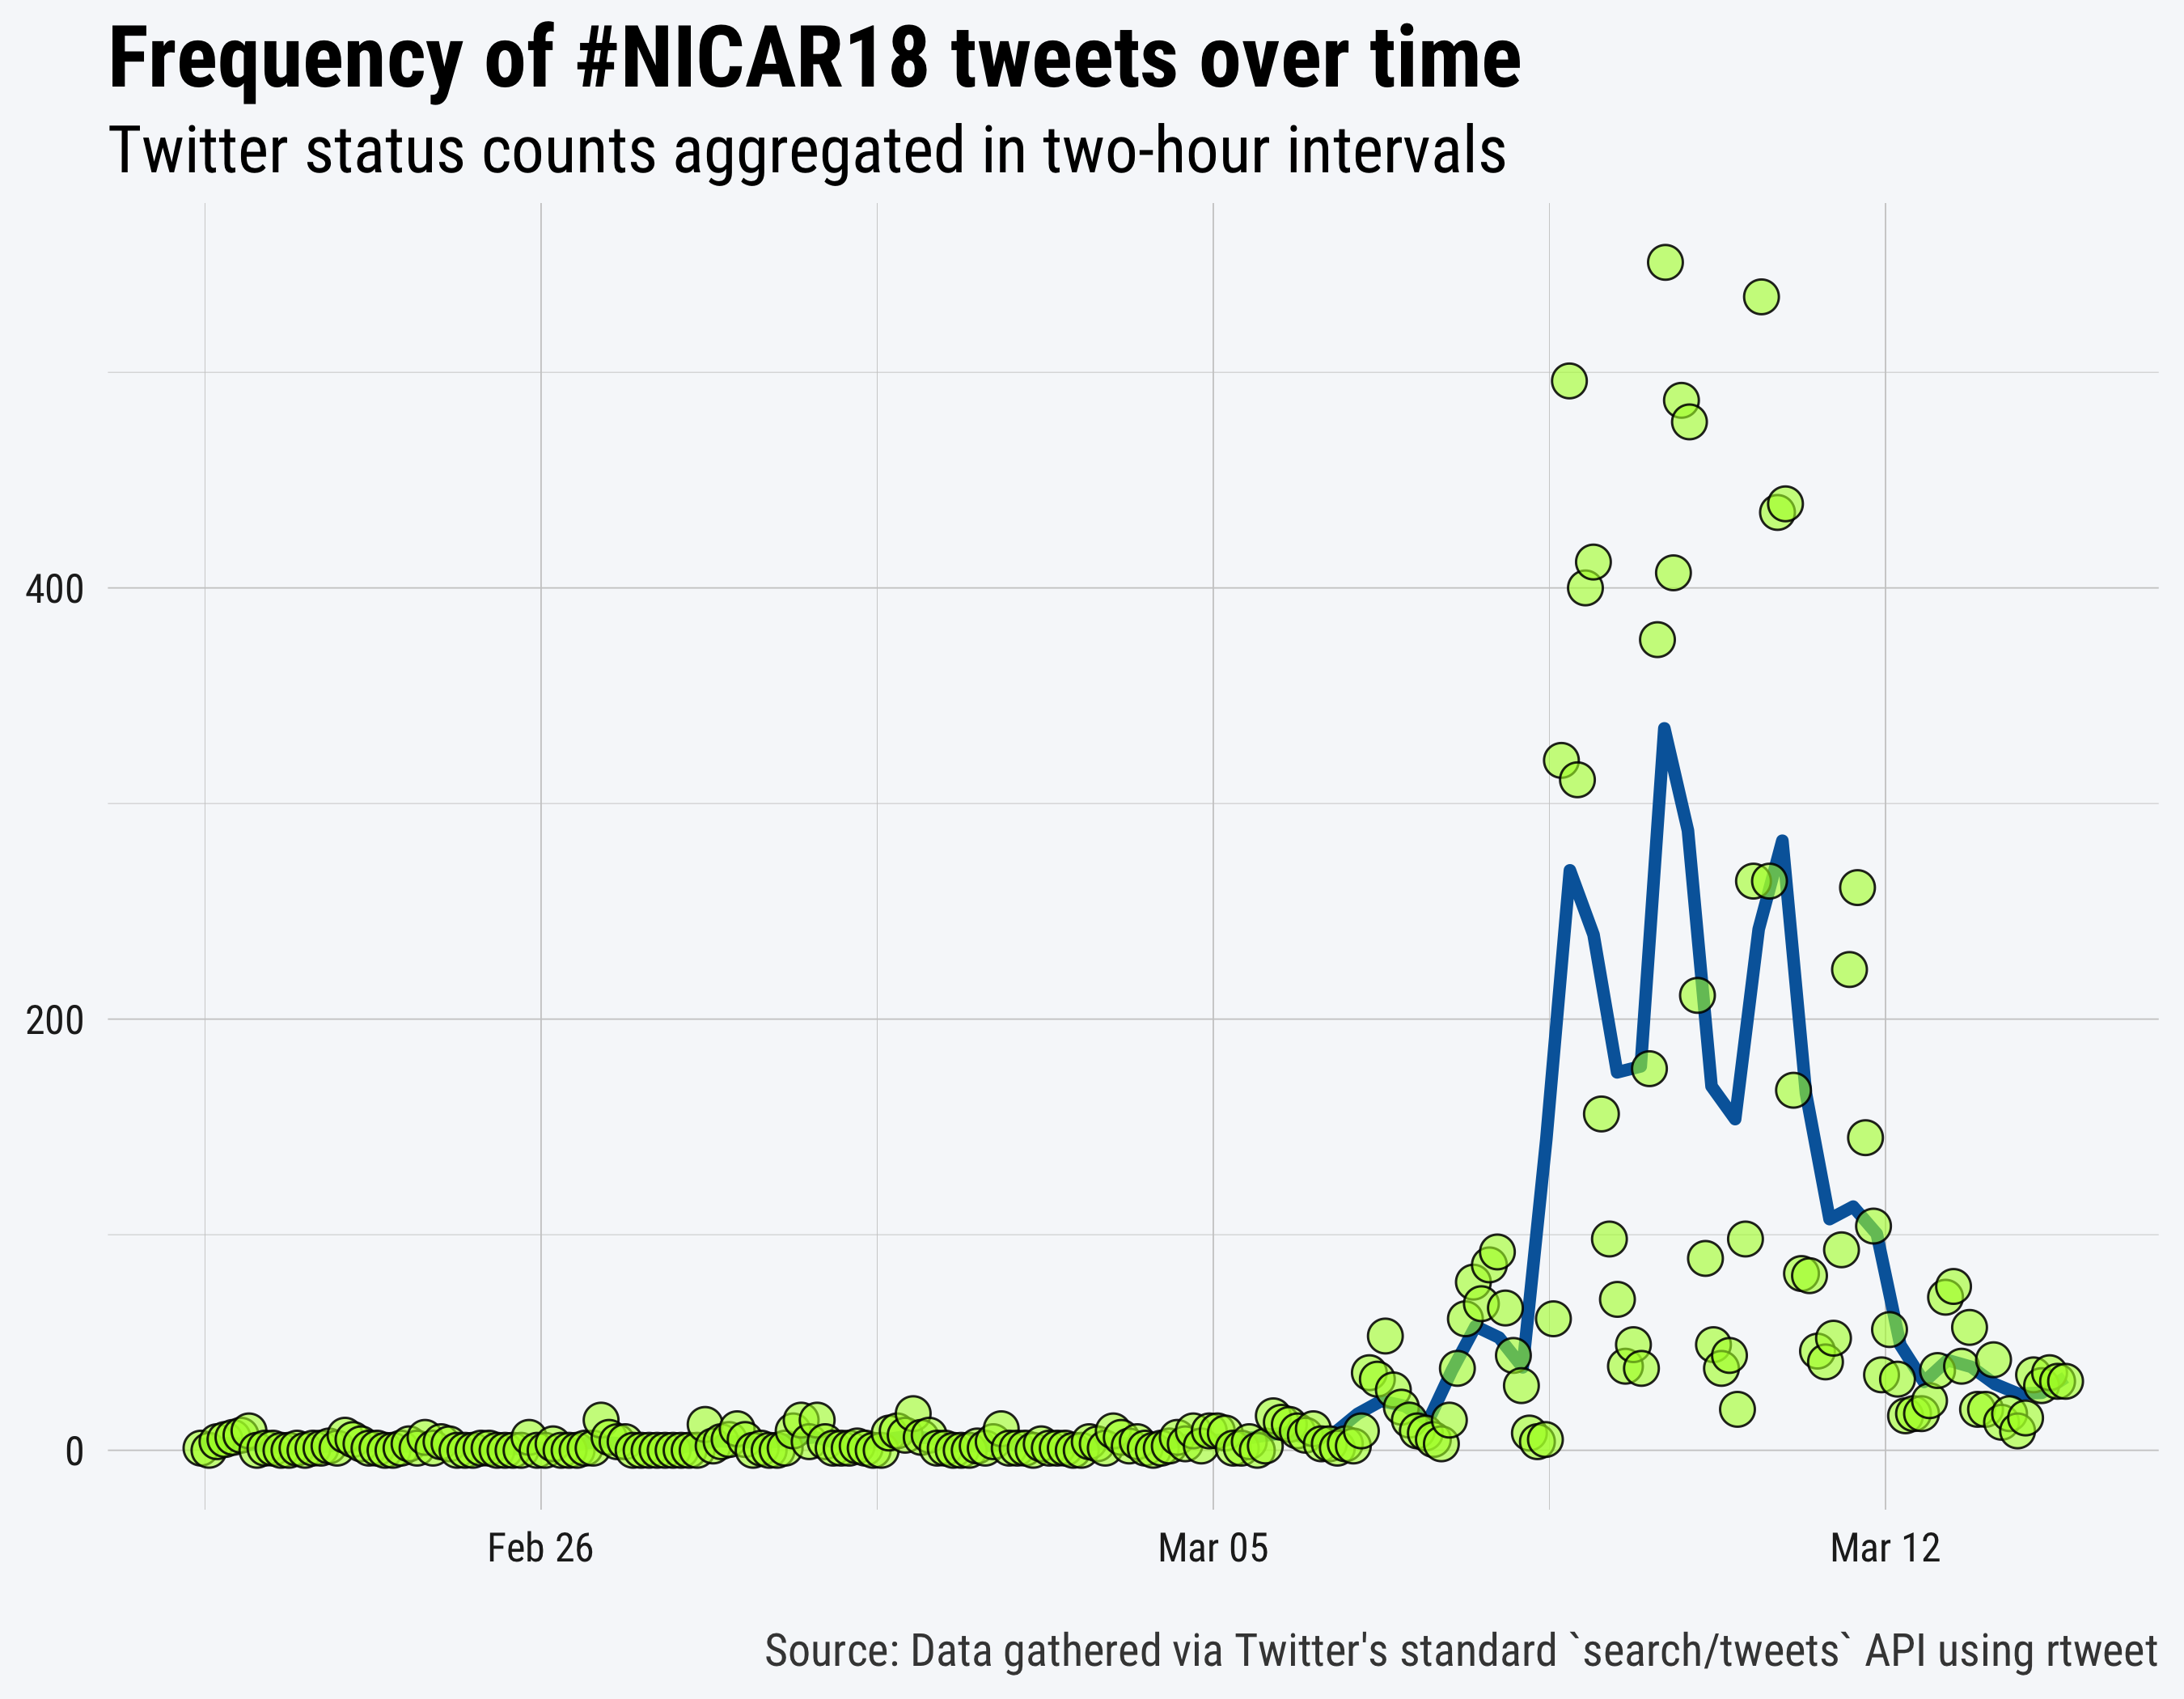 Frequency of #NICAR18 tweets over time
Twitter status counts aggregated in two-hour intervals
400
200
0
Feb 26 Mar 05 Mar 12
Source: Data gathered via Twitter's standard `search/tweets` API using rtweet